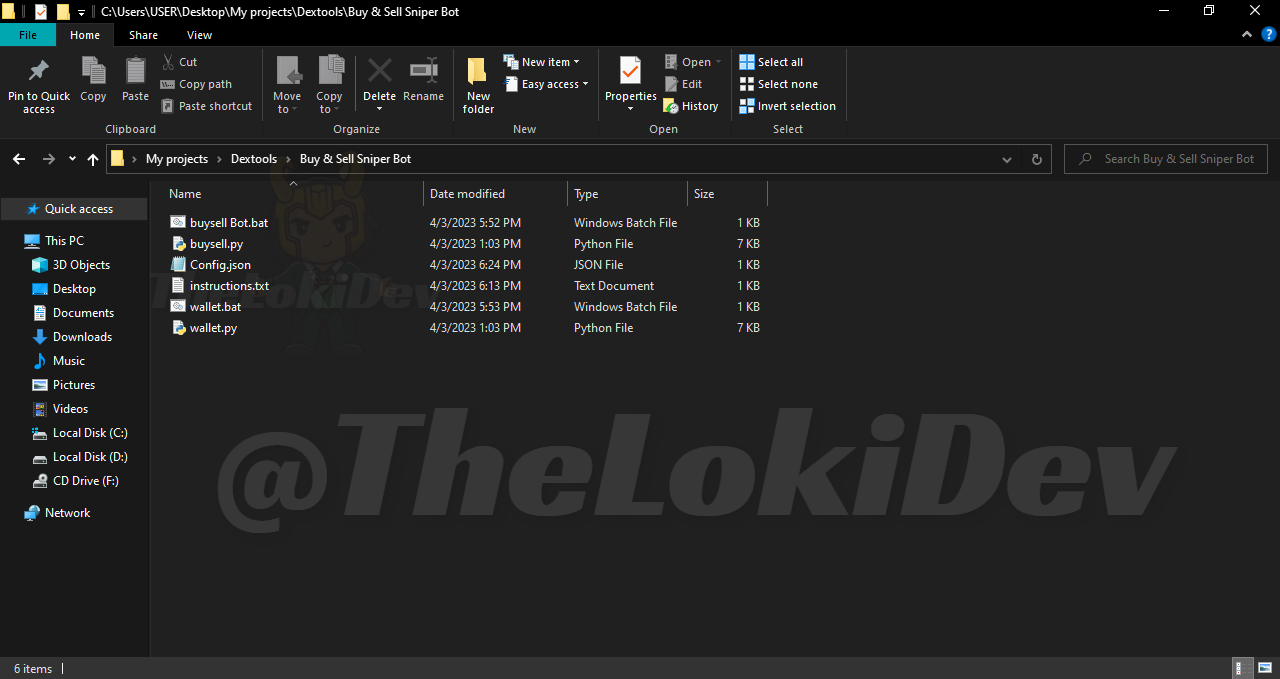 C:\Users\USER\Desktop\My projects\Dextools\Buy & Sell Sniper Bot
File Home Share View
Pin to Quick access
Copy
Paste
Cut
Copy path
Paste shortcut
Clipboard
Move to
Copy to
Delete
Rename
Organize
New folder
New item
Easy access
New
Properties
Open
Edit
History
Open
Select all
Select none
Invert selection
Select
My projects > Dextools > Buy & Sell Sniper Bot
Search Buy & Sell Sniper Bot
Quick access
This PC
3D Objects
Desktop
Documents
Downloads
Music
Pictures
Videos
Local Disk (C:)
Local Disk (D:)
CD Drive (F:)
Network
Name Date modified Type Size
buysell Bot.bat 4/3/2023 5:52 PM Windows Batch File 1 KB
buysell.py 4/3/2023 1:03 PM Python File 7 KB
Config.json 4/3/2023 6:24 PM JSON File 1 KB
instructions.txt 4/3/2023 6:13 PM Text Document 1 KB
wallet.bat 4/3/2023 5:53 PM Windows Batch File 1 KB
wallet.py 4/3/2023 1:03 PM Python File 7 KB
The-LokiDev
@TheLokiDev
6 items